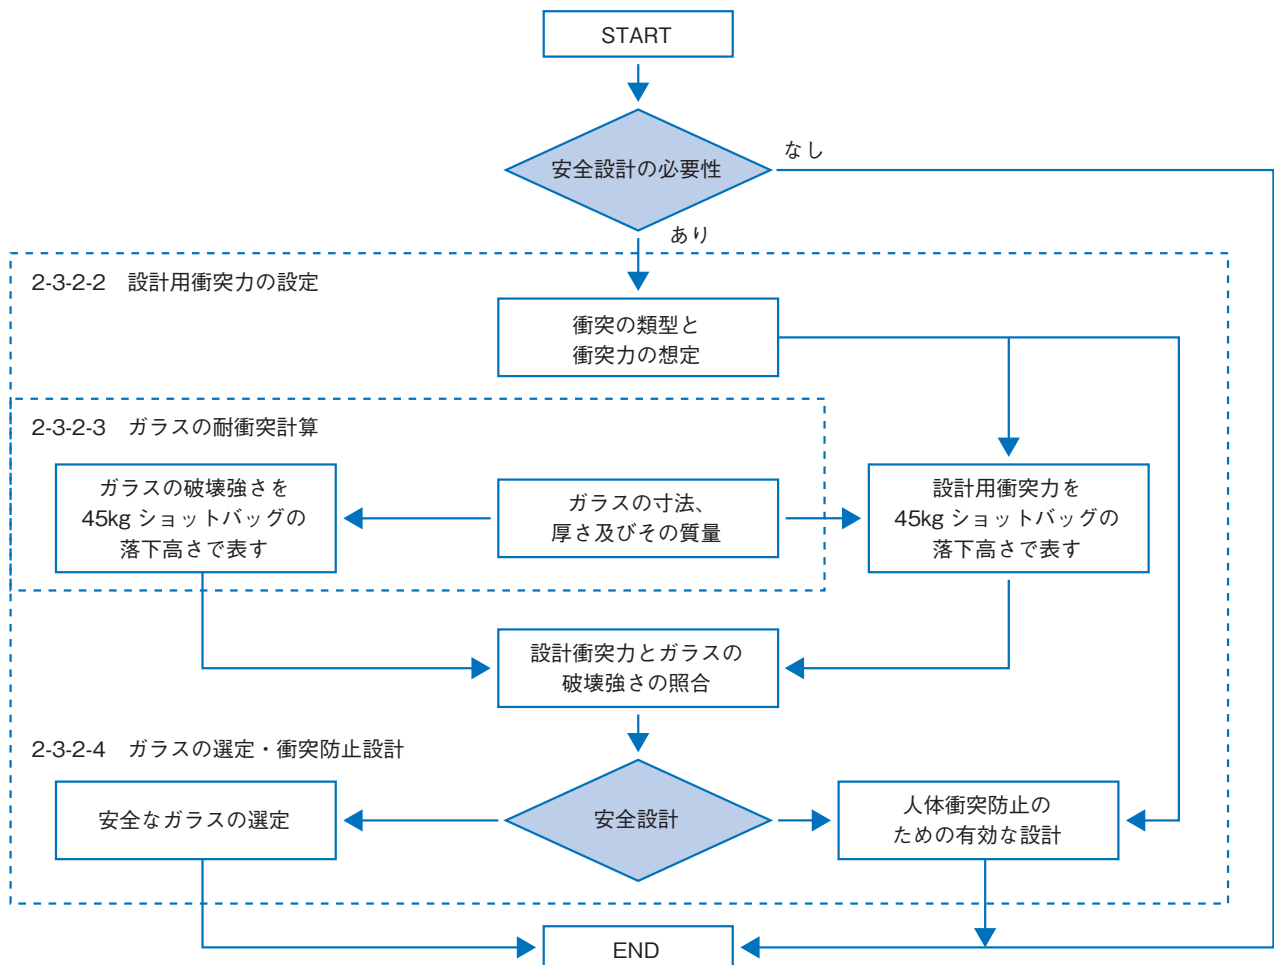 START
安全設計の必要性
なし
あり
2-3-2-2 設計用衝突力の設定
衝突の類型と
衝突力の想定
2-3-2-3 ガラスの耐衝突計算
ガラスの破壊強さを
45kg ショットバッグの
落下高さで表す
ガラスの寸法、
厚さ及びその質量
設計用衝突力を
45kg ショットバッグの
落下高さで表す
設計衝突力とガラスの
破壊強さの照合
2-3-2-4 ガラスの選定・衝突防止設計
安全なガラスの選定
安全設計
人体衝突防止の
ための有効な設計
END